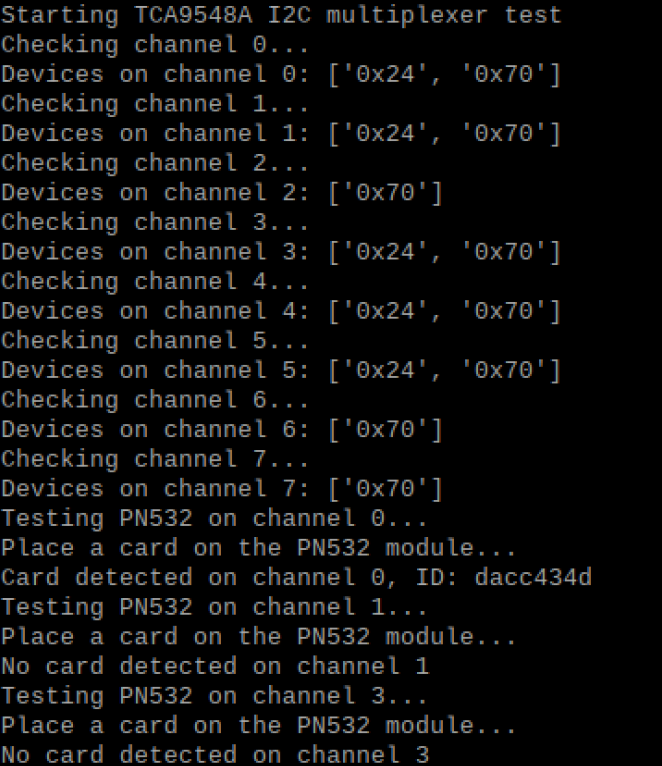 Starting TCA9548A I2C multiplexer test
Checking channel 0...
Devices on channel 0: ['0x24', '0x70']
Checking channel 1...
Devices on channel 1: ['0x24', '0x70']
Checking channel 2...
Devices on channel 2: ['0x70']
Checking channel 3...
Devices on channel 3: ['0x24', '0x70']
Checking channel 4...
Devices on channel 4: ['0x24', '0x70']
Checking channel 5...
Devices on channel 5: ['0x24', '0x70']
Checking channel 6...
Devices on channel 6: ['0x70']
Checking channel 7...
Devices on channel 7: ['0x70']
Testing PN532 on channel 0...
Place a card on the PN532 module...
Card detected on channel 0, ID: dacc434d
Testing PN532 on channel 1...
Place a card on the PN532 module...
No card detected on channel 1
Testing PN532 on channel 3...
Place a card on the PN532 module...
No card detected on channel 3